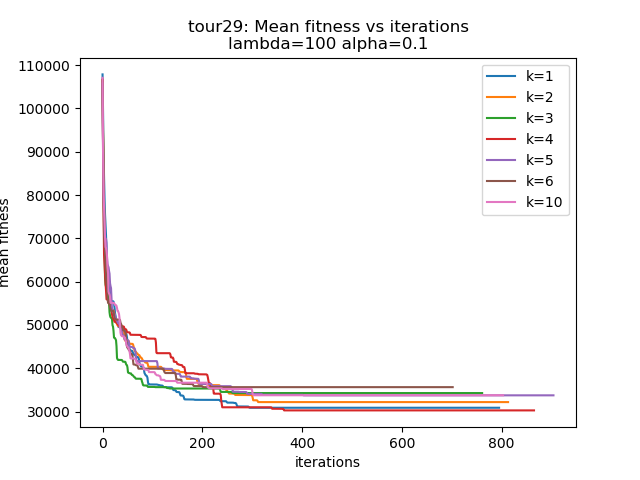 tour29: Mean fitness vs iterations
lambda=100 alpha=0.1
110000
100000
90000
80000
70000
60000
50000
40000
30000
mean fitness
0
200
400
600
800
iterations
k=1
k=2
k=3
k=4
k=5
k=6
k=10